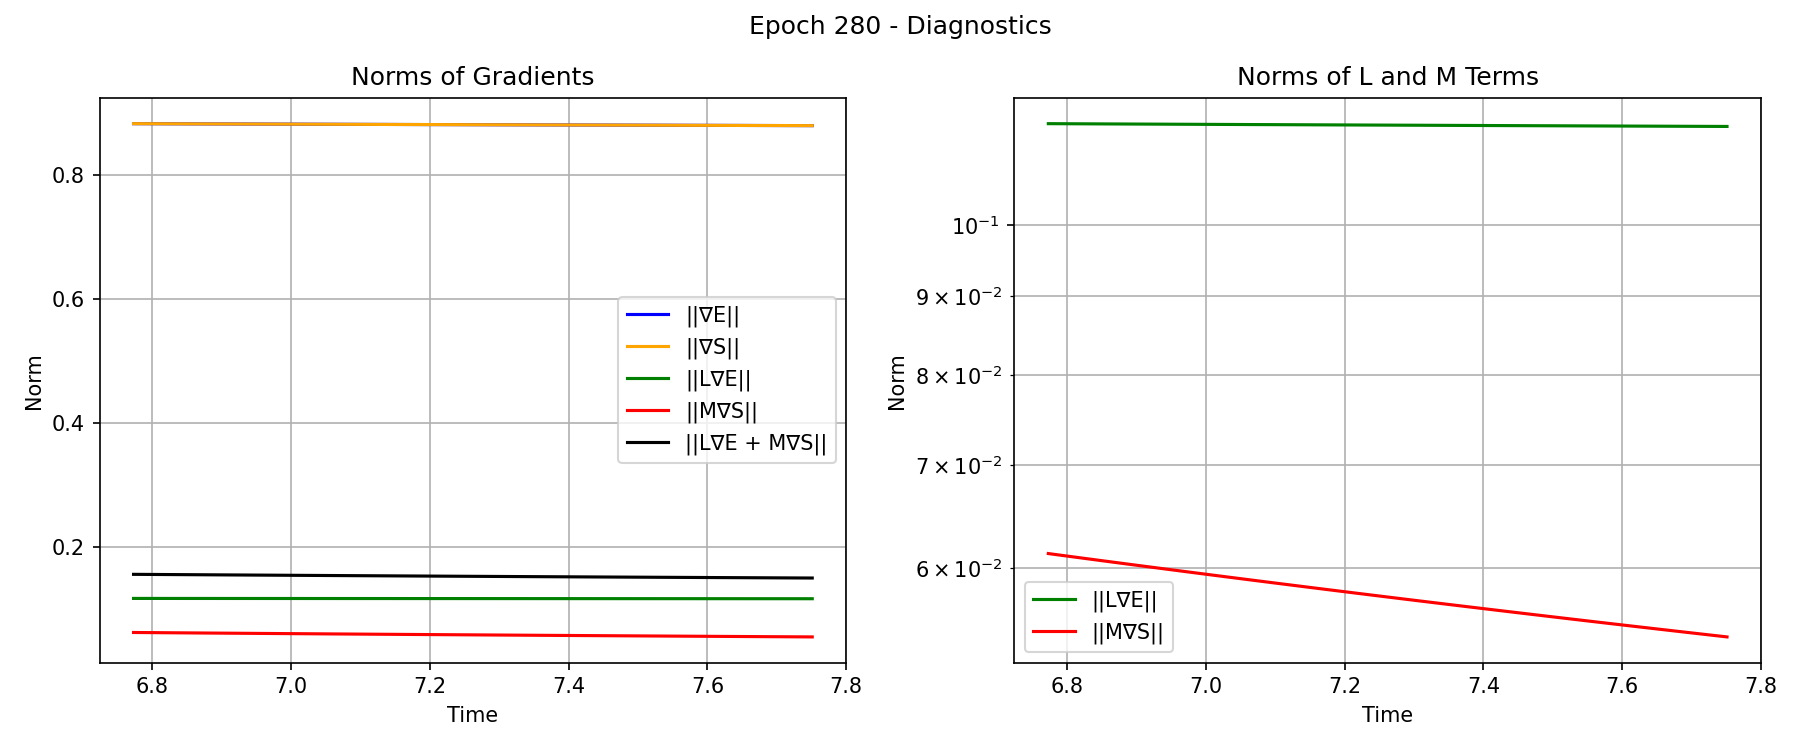 Epoch 280 - Diagnostics
Norms of Gradients
Norm
0.8
0.6
0.4
0.2
||∇E||
||∇S||
||L∇E||
||M∇S||
||L∇E + M∇S||
6.8 7.0 7.2 7.4 7.6 7.8
Time
Norms of L and M Terms
Norm
10⁻¹
9 × 10⁻²
8 × 10⁻²
7 × 10⁻²
6 × 10⁻²
||L∇E||
||M∇S||
6.8 7.0 7.2 7.4 7.6 7.8
Time